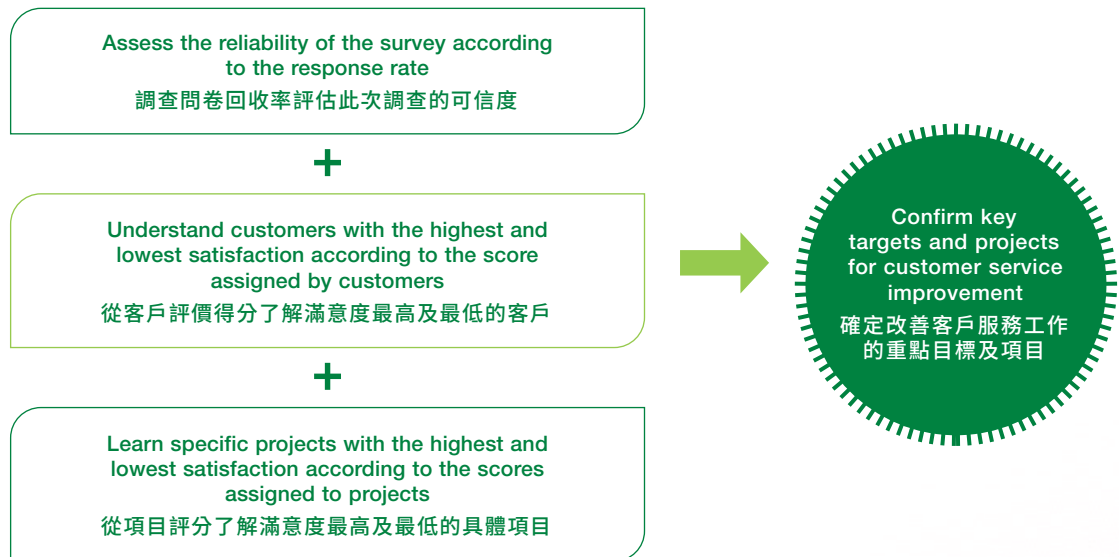 Assess the reliability of the survey according
to the response rate
調查問卷回收率評估此次調查的可信度
+
Understand customers with the highest and
lowest satisfaction according to the score
assigned by customers
從客戶評價得分了解滿意度最高及最低的客戶
+
Learn specific projects with the highest and
lowest satisfaction according to the scores
assigned to projects
從項目評分了解滿意度最高及最低的具體項目
Confirm key
targets and projects
for customer service
improvement
確定改善客戶服務工作
的重點目標及項目